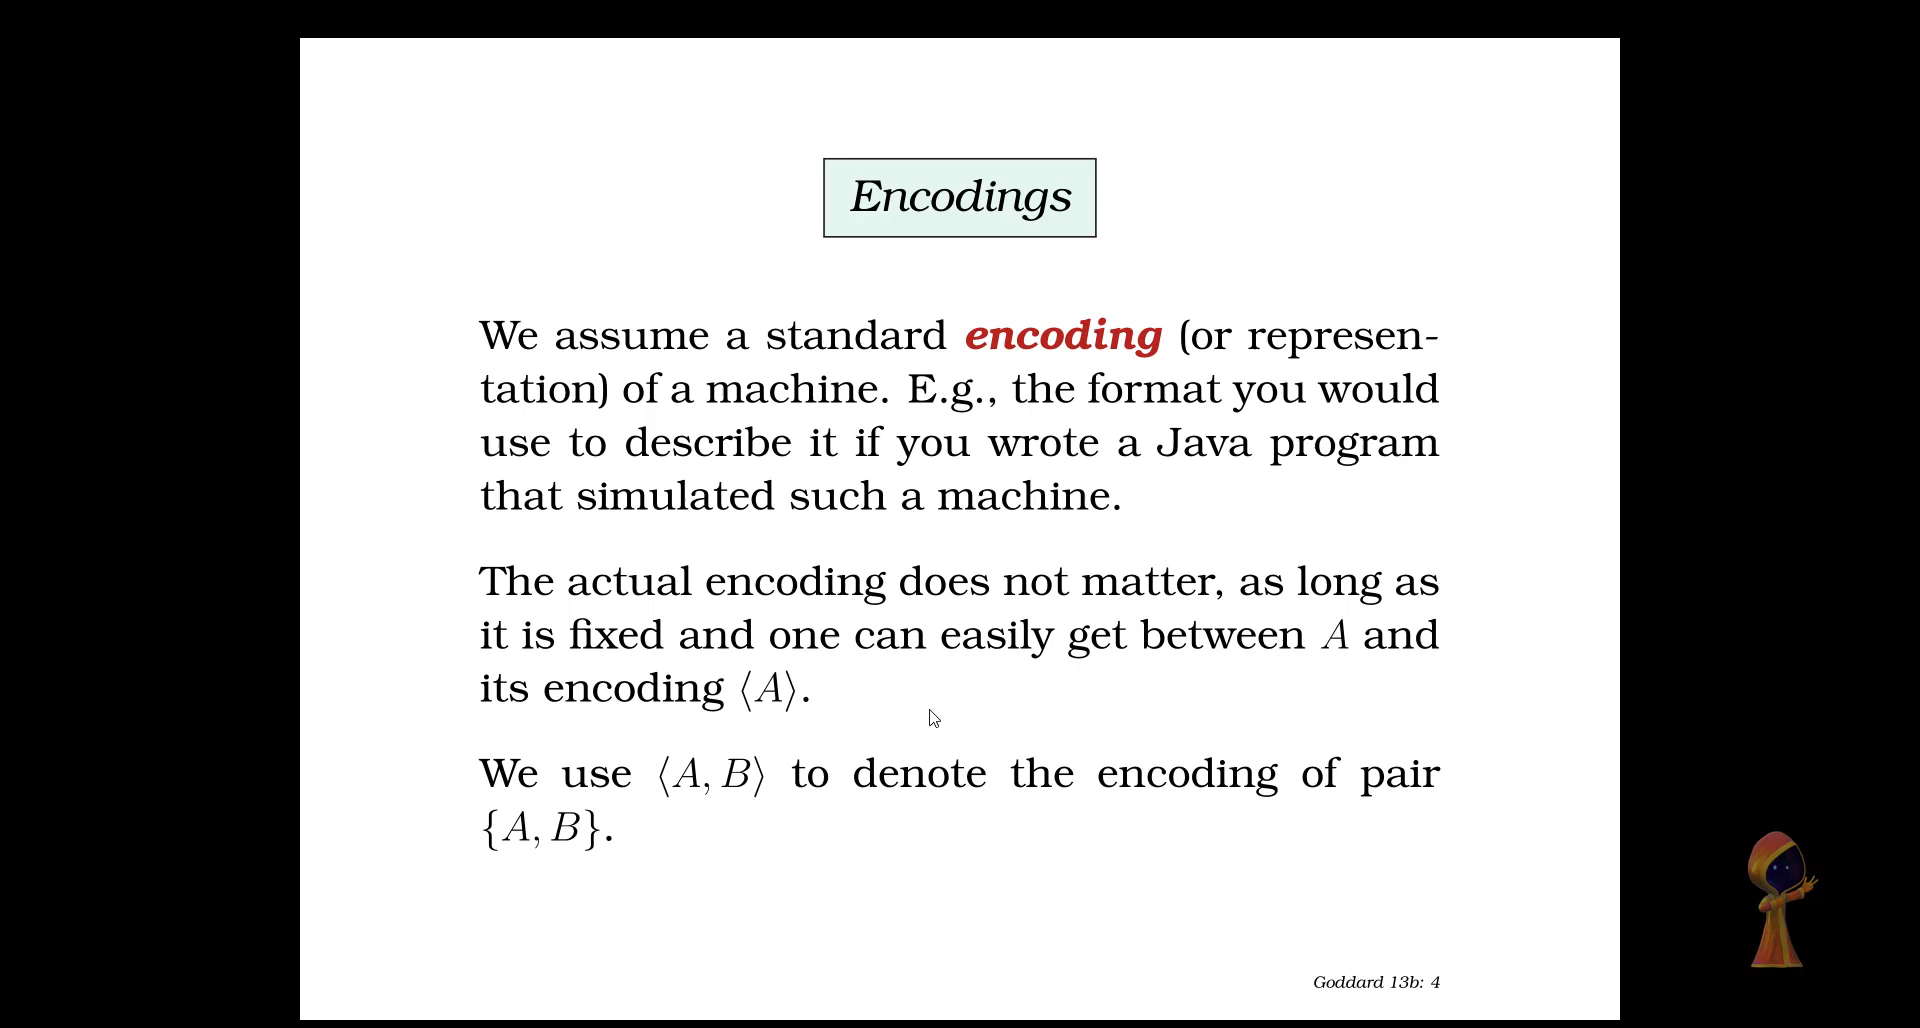 Encodings
We assume a standard encoding (or represen-
tation) of a machine. E.g., the format you would
use to describe it if you wrote a Java program
that simulated such a machine.
The actual encoding does not matter, as long as
it is fixed and one can easily get between A and
its encoding ⟨A⟩.
We use ⟨A, B⟩ to denote the encoding of pair
{A, B}.
Goddard 13b: 4